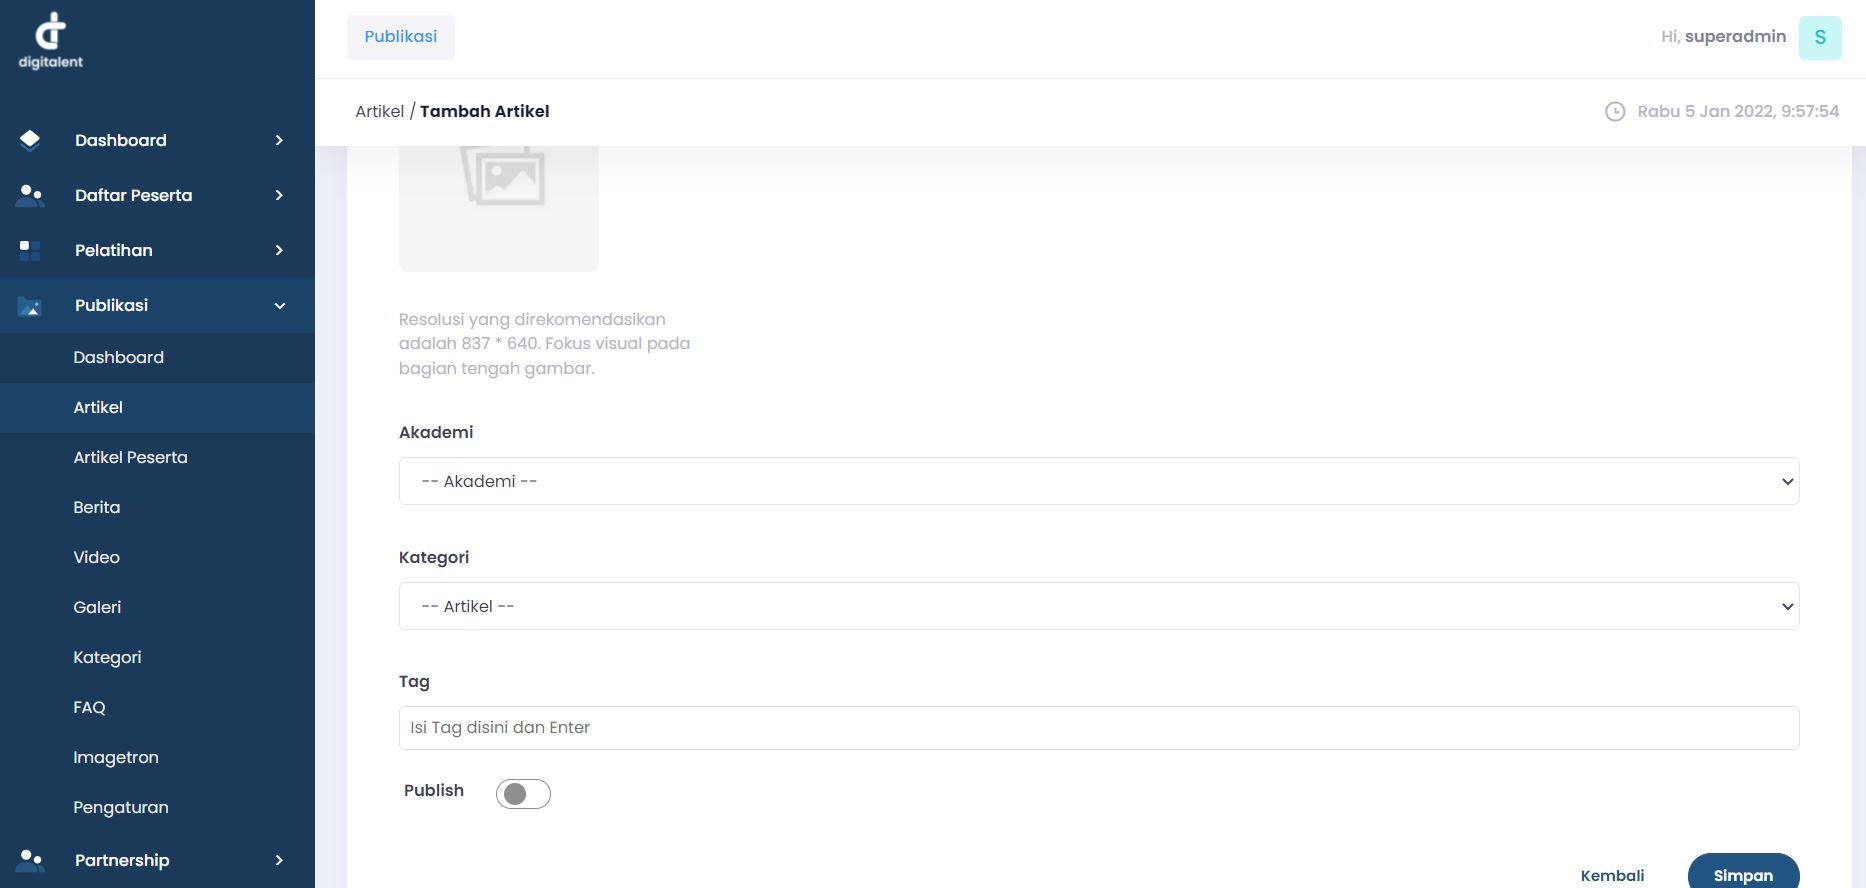 digitalent
Dashboard
Daftar Peserta
Pelatihan
Publikasi
Dashboard
Artikel
Artikel Peserta
Berita
Video
Galeri
Kategori
FAQ
Imagetron
Pengaturan
Partnership
Publikasi
Hi, superadmin
S
Artikel / Tambah Artikel
Rabu 5 Jan 2022, 9:57:54
Resolusi yang direkomendasikan
adalah 837 * 640. Fokus visual pada
bagian tengah gambar.
Akademi
-- Akademi --
Kategori
-- Artikel --
Tag
Isi Tag disini dan Enter
Publish
Kembali
Simpan